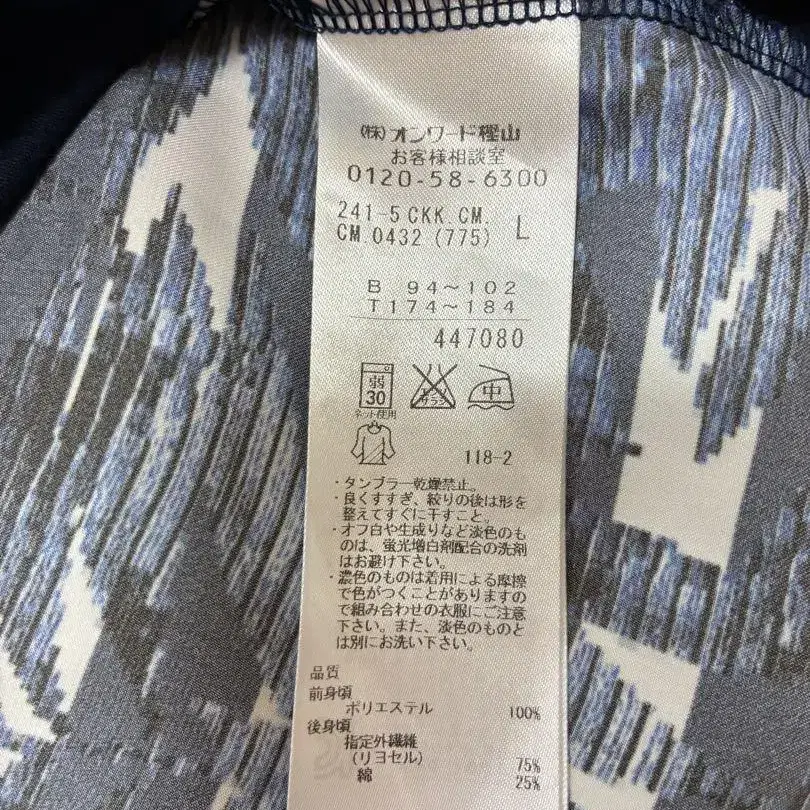 (株)オンワード樫山
お客様相談室
0120-58-6300
241-5 CKK. CM. L
CM. 0432 (775)
B 94～102
T174～184
447080
弱
30
ネット使用
エンソ
サラシ
中
118-2
・タンブラー乾燥禁止。
・良くすすぎ、絞りの後は形を
整えてすぐに干すこと。
・オフ白や生成りなど淡色のも
のは、蛍光増白剤配合の洗剤
はお避け下さい。
・濃色のものは着用による摩擦
で色がつくことがありますの
で組み合わせの衣服にご注意
下さい。また、淡色のものと
は別にお洗い下さい。
品質
前身頃
ポリエステル 100%
後身頃
指定外繊維
(リヨセル) 75%
綿 25%